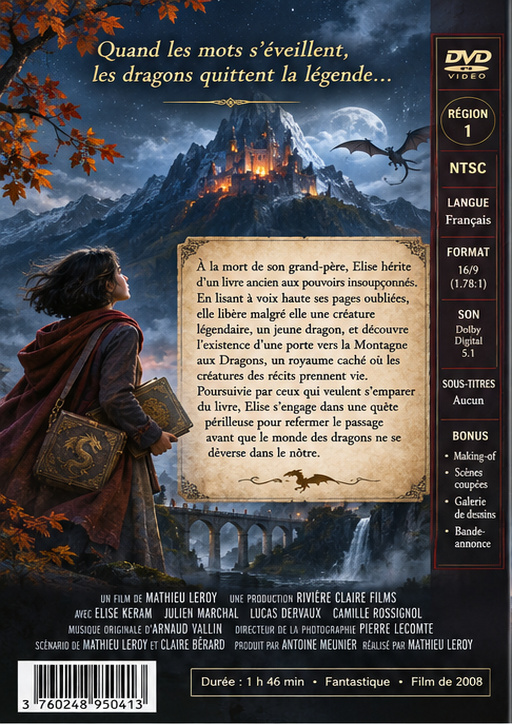 Quand les mots s'éveillent,
les dragons quittent la légende...
À la mort de son grand-père, Elise hérite
d'un livre ancien aux pouvoirs insoupçonnés.
En lisant à voix haute ses pages oubliées,
elle libère malgré elle une créature
légendaire, un jeune dragon, et découvre
l'existence d'une porte vers la Montagne
aux Dragons, un royaume caché où les
créatures des récits prennent vie.
Poursuivie par ceux qui veulent s'emparer
du livre, Elise s'engage dans une quête
périlleuse pour refermer le passage
avant que le monde des dragons ne se
déverse dans le nôtre.
DVD
VIDEO
RÉGION
1
NTSC
LANGUE
Français
FORMAT
16/9
(1.78:1)
SON
Dolby
Digital
5.1
SOUS-TITRES
Aucun
BONUS
• Making-of
• Scènes
coupées
• Galerie
de dessins
• Bande-
annonce
UN FILM DE MATHIEU LEROY UNE PRODUCTION RIVIÈRE CLAIRE FILMS
AVEC ELISE KERAM JULIEN MARCHAL LUCAS DERVAUX CAMILLE ROSSIGNOL
MUSIQUE ORIGINALE D'ARNAUD VALLIN DIRECTEUR DE LA PHOTOGRAPHIE PIERRE LECOMTE
SCÉNARIO DE MATHIEU LEROY ET CLAIRE BÉRARD PRODUIT PAR ANTOINE MEUNIER RÉALISÉ PAR MATHIEU LEROY
3 760248 950413
Durée : 1 h 46 min • Fantastique • Film de 2008